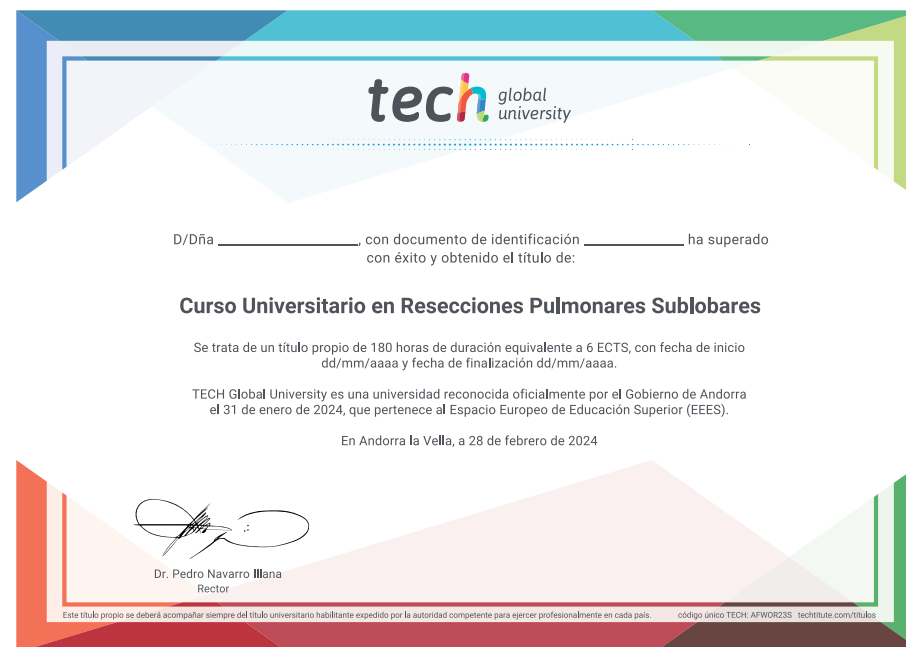 tech global university
D/Dña ______________, con documento de identificación __________ ha superado
con éxito y obtenido el título de:
Curso Universitario en Resecciones Pulmonares Sublobares
Se trata de un título propio de 180 horas de duración equivalente a 6 ECTS, con fecha de inicio
dd/mm/aaaa y fecha de finalización dd/mm/aaaa.
TECH Global University es una universidad reconocida oficialmente por el Gobierno de Andorra
el 31 de enero de 2024, que pertenece al Espacio Europeo de Educación Superior (EEES).
En Andorra la Vella, a 28 de febrero de 2024
Dr. Pedro Navarro Illana
Rector
Este título propio se deberá acompañar siempre del título universitario habilitante expedido por la autoridad competente para ejercer profesionalmente en cada país. código único TECH: AFWOR23S techtitute.com/titulos